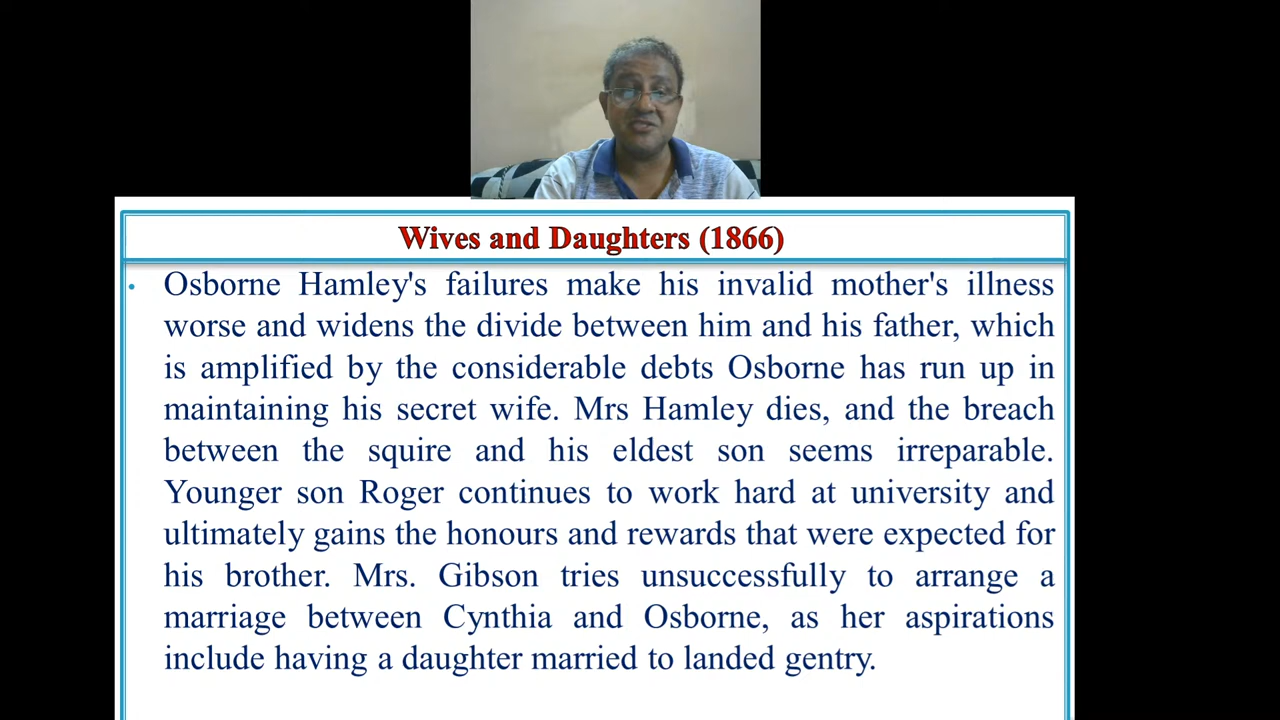 Wives and Daughters (1866)
• Osborne Hamley's failures make his invalid mother's illness
worse and widens the divide between him and his father, which
is amplified by the considerable debts Osborne has run up in
maintaining his secret wife. Mrs Hamley dies, and the breach
between the squire and his eldest son seems irreparable.
Younger son Roger continues to work hard at university and
ultimately gains the honours and rewards that were expected for
his brother. Mrs. Gibson tries unsuccessfully to arrange a
marriage between Cynthia and Osborne, as her aspirations
include having a daughter married to landed gentry.